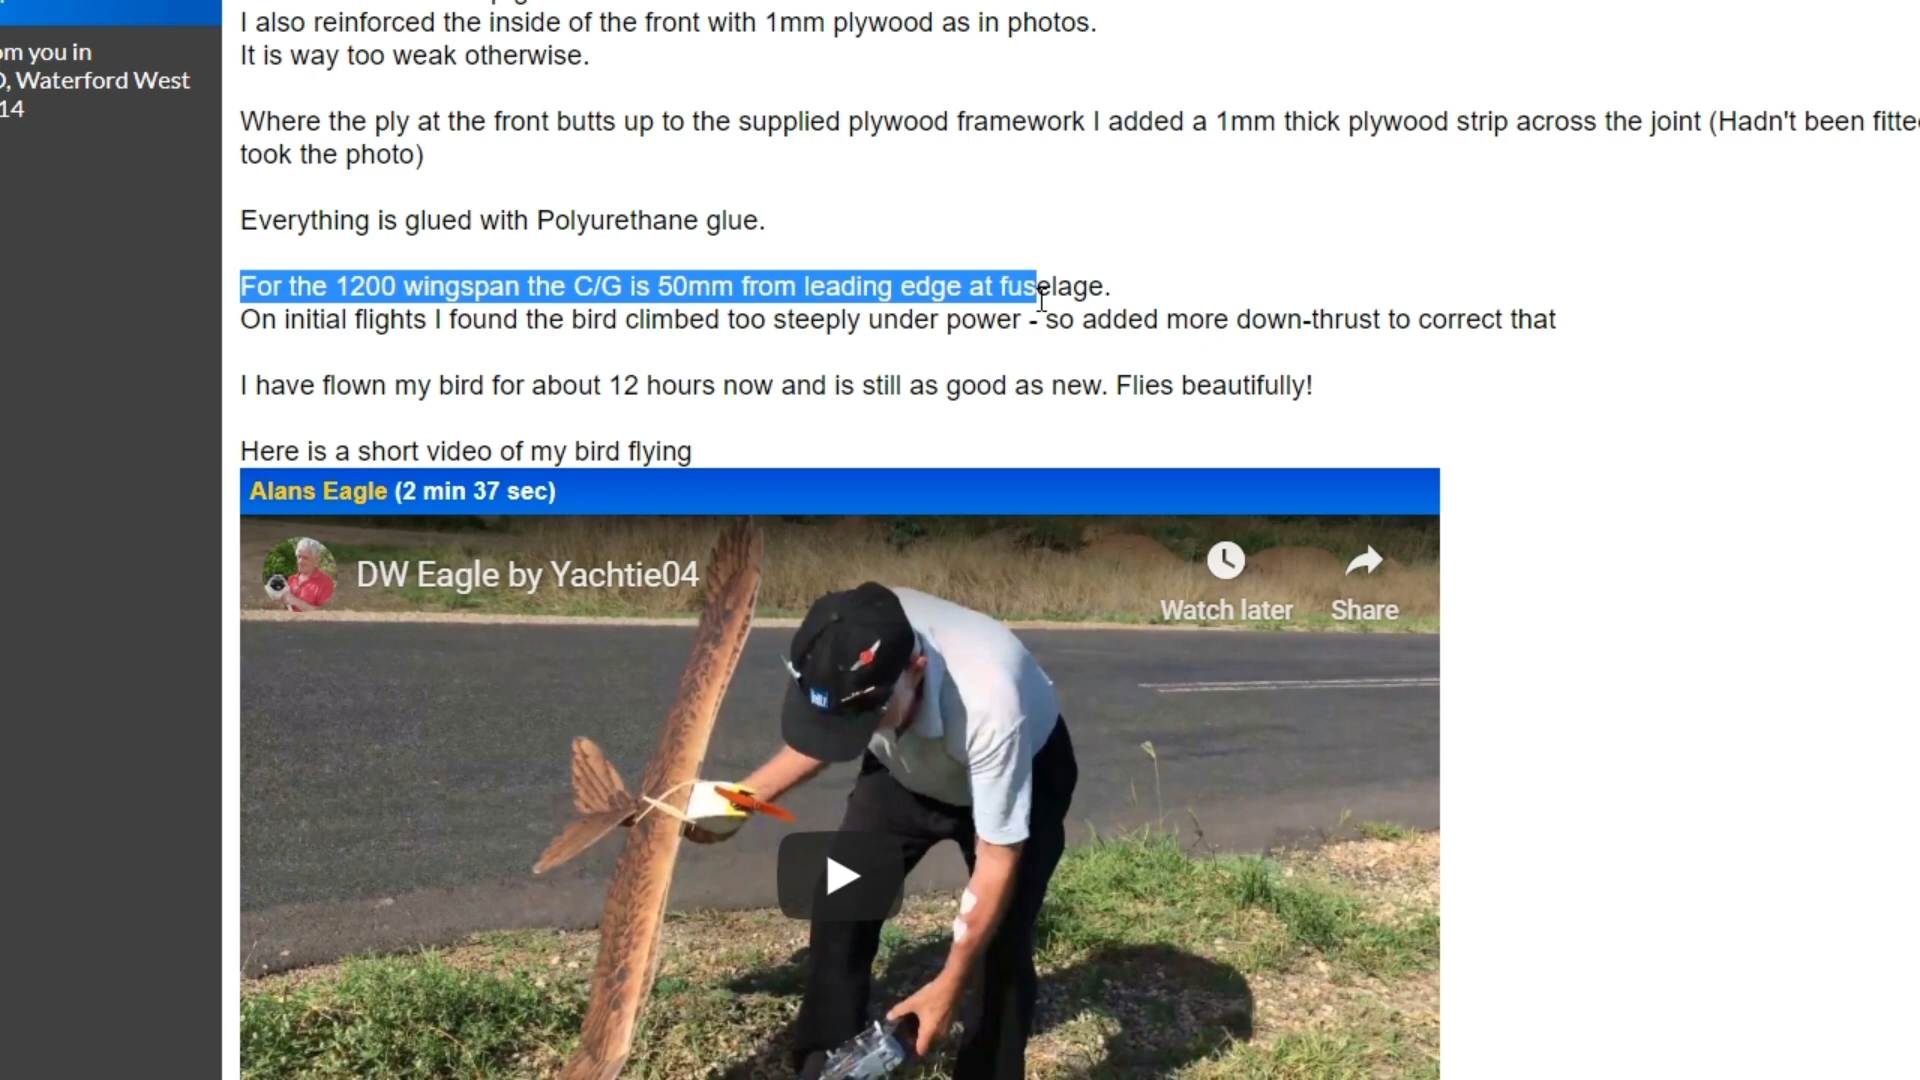 I also reinforced the inside of the front with 1mm plywood as in photos.
It is way too weak otherwise.
om you in
, Waterford West
14
Where the ply at the front butts up to the supplied plywood framework I added a 1mm thick plywood strip across the joint (Hadn't been fitte
took the photo)
Everything is glued with Polyurethane glue.
For the 1200 wingspan the C/G is 50mm from leading edge at fuselage.
On initial flights I found the bird climbed too steeply under power - so added more down-thrust to correct that
I have flown my bird for about 12 hours now and is still as good as new. Flies beautifully!
Here is a short video of my bird flying
Alans Eagle (2 min 37 sec)
DW Eagle by Yachtie04
Watch later
Share